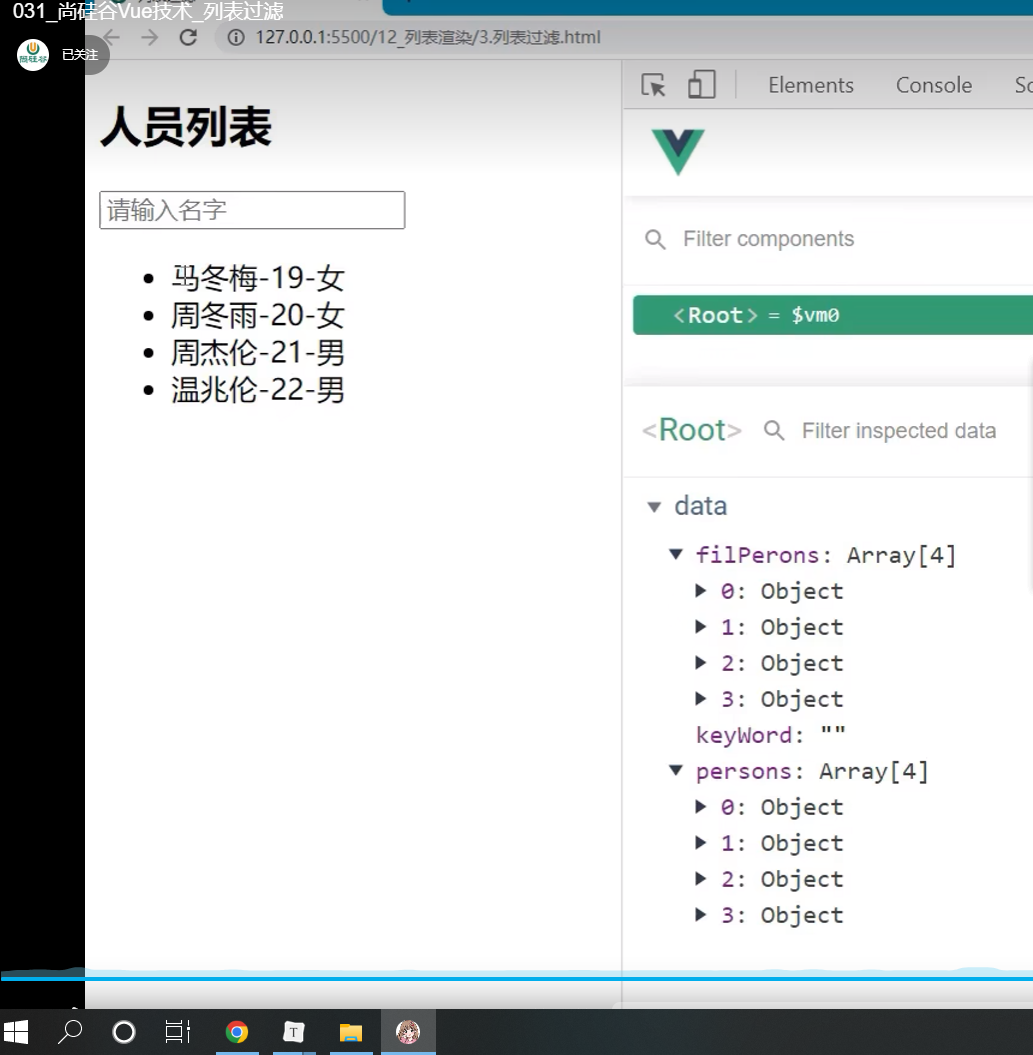 031_尚硅谷Vue技术_列表过滤
尚硅谷
已关注
127.0.0.1:5500/12_列表渲染/3.列表过滤.html
人员列表
请输入名字
马冬梅-19-女
周冬雨-20-女
周杰伦-21-男
温兆伦-22-男
Elements Console So
Filter components
<Root> = $vm0
<Root> Filter inspected data
data
filPerons: Array[4]
0: Object
1: Object
2: Object
3: Object
keyWord: ""
persons: Array[4]
0: Object
1: Object
2: Object
3: Object
T